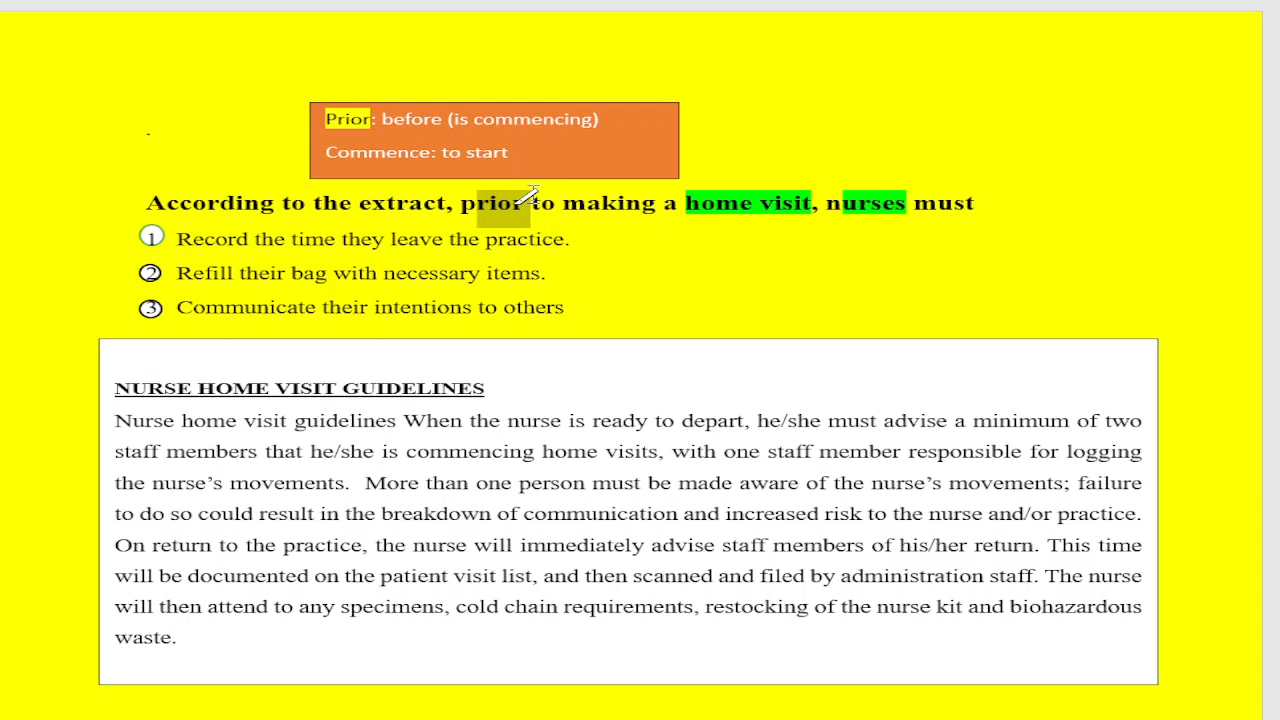 Prior: before (is commencing)
Commence: to start
According to the extract, prior to making a home visit, nurses must
1 Record the time they leave the practice.
2 Refill their bag with necessary items.
3 Communicate their intentions to others
NURSE HOME VISIT GUIDELINES
Nurse home visit guidelines When the nurse is ready to depart, he/she must advise a minimum of two
staff members that he/she is commencing home visits, with one staff member responsible for logging
the nurse’s movements.  More than one person must be made aware of the nurse’s movements; failure
to do so could result in the breakdown of communication and increased risk to the nurse and/or practice.
On return to the practice, the nurse will immediately advise staff members of his/her return. This time
will be documented on the patient visit list, and then scanned and filed by administration staff. The nurse
will then attend to any specimens, cold chain requirements, restocking of the nurse kit and biohazardous
waste.